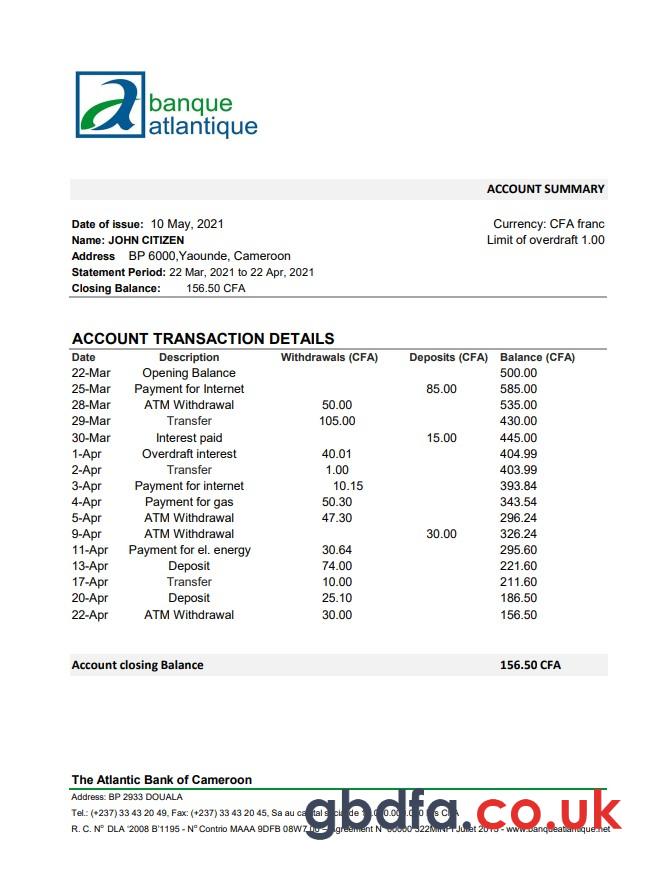 banque
atlantique
ACCOUNT SUMMARY
Date of issue: 10 May, 2021 Currency: CFA franc
Name: JOHN CITIZEN Limit of overdraft 1.00
Address BP 6000,Yaounde, Cameroon
Statement Period: 22 Mar, 2021 to 22 Apr, 2021
Closing Balance: 156.50 CFA
ACCOUNT TRANSACTION DETAILS
Date Description Withdrawals (CFA) Deposits (CFA) Balance (CFA)
22-Mar Opening Balance 500.00
25-Mar Payment for Internet 85.00 585.00
28-Mar ATM Withdrawal 50.00 535.00
29-Mar Transfer 105.00 430.00
30-Mar Interest paid 15.00 445.00
1-Apr Overdraft interest 40.01 404.99
2-Apr Transfer 1.00 403.99
3-Apr Payment for internet 10.15 393.84
4-Apr Payment for gas 50.30 343.54
5-Apr ATM Withdrawal 47.30 296.24
9-Apr ATM Withdrawal 30.00 326.24
11-Apr Payment for el. energy 30.64 295.60
13-Apr Deposit 74.00 221.60
17-Apr Transfer 10.00 211.60
20-Apr Deposit 25.10 186.50
22-Apr ATM Withdrawal 30.00 156.50
Account closing Balance 156.50 CFA
The Atlantic Bank of Cameroon
Address: BP 2933 DOUALA
Tel.: (+237) 33 43 20 49, Fax: (+237) 33 43 20 45, Sa au capital social de
R. C. N° DLA '2008 B'1195 - N° Contrio MAAA 9DFB 08W7 Agreement N° - www.banqueatlantique.net
gbdfa.co.uk